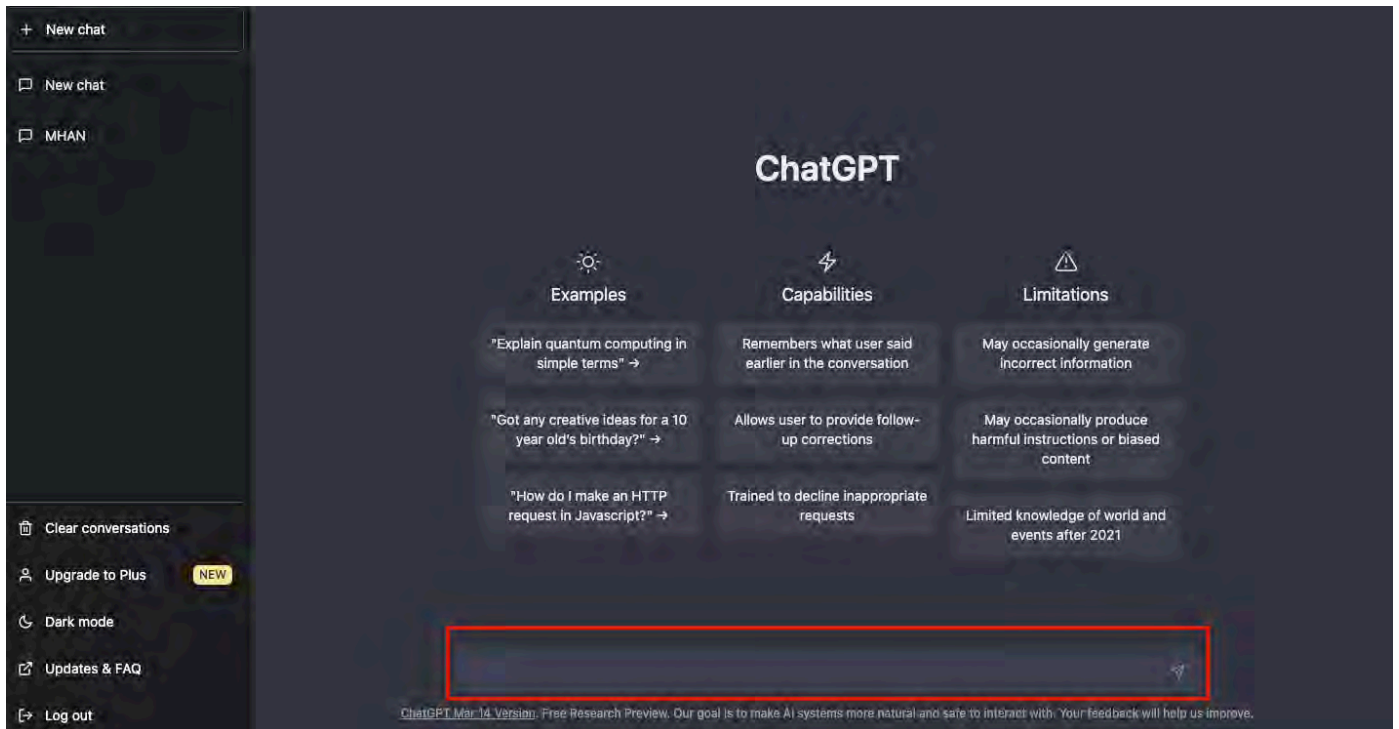 New chat
New chat
MHAN
Clear conversations
Upgrade to Plus NEW
Dark mode
Updates & FAQ
Log out
ChatGPT
Examples
"Explain quantum computing in
simple terms" →
"Got any creative ideas for a 10
year old's birthday?" →
"How do I make an HTTP
request in Javascript?" →
Capabilities
Remembers what user said
earlier in the conversation
Allows user to provide follow-
up corrections
Trained to decline inappropriate
requests
Limitations
May occasionally generate
incorrect information
May occasionally produce
harmful instructions or biased
content
Limited knowledge of world and
events after 2021
ChatGPT Mar 14 Version. Free Research Preview. Our goal is to make AI systems more natural and safe to interact with. Your feedback will help us improve.